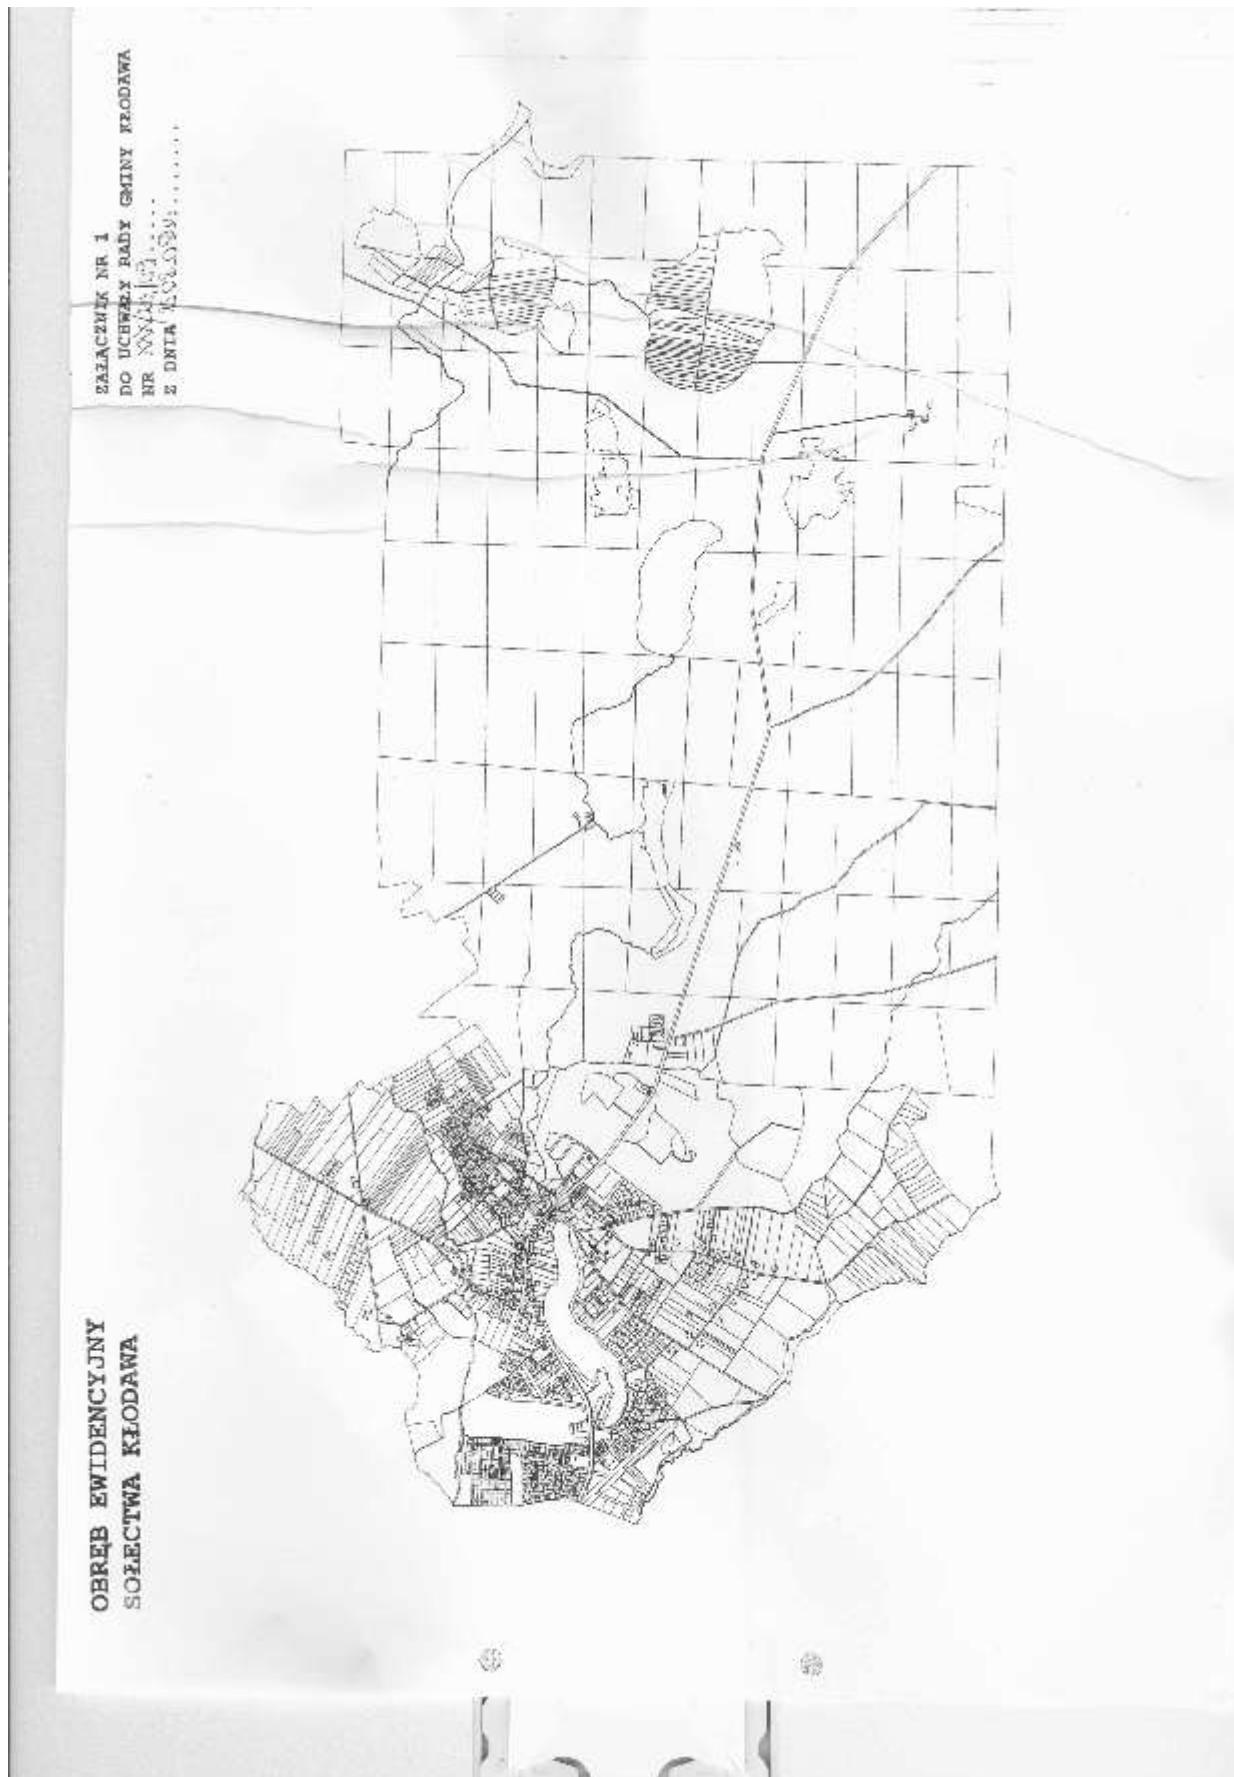 ZAŁĄCZNIK NR 1
DO UCHWAŁY RADY GMINY KŁODAWA
NR
Z DNIA
OBRĘB EWIDENCYJNY
SOŁECTWA KŁODAWA